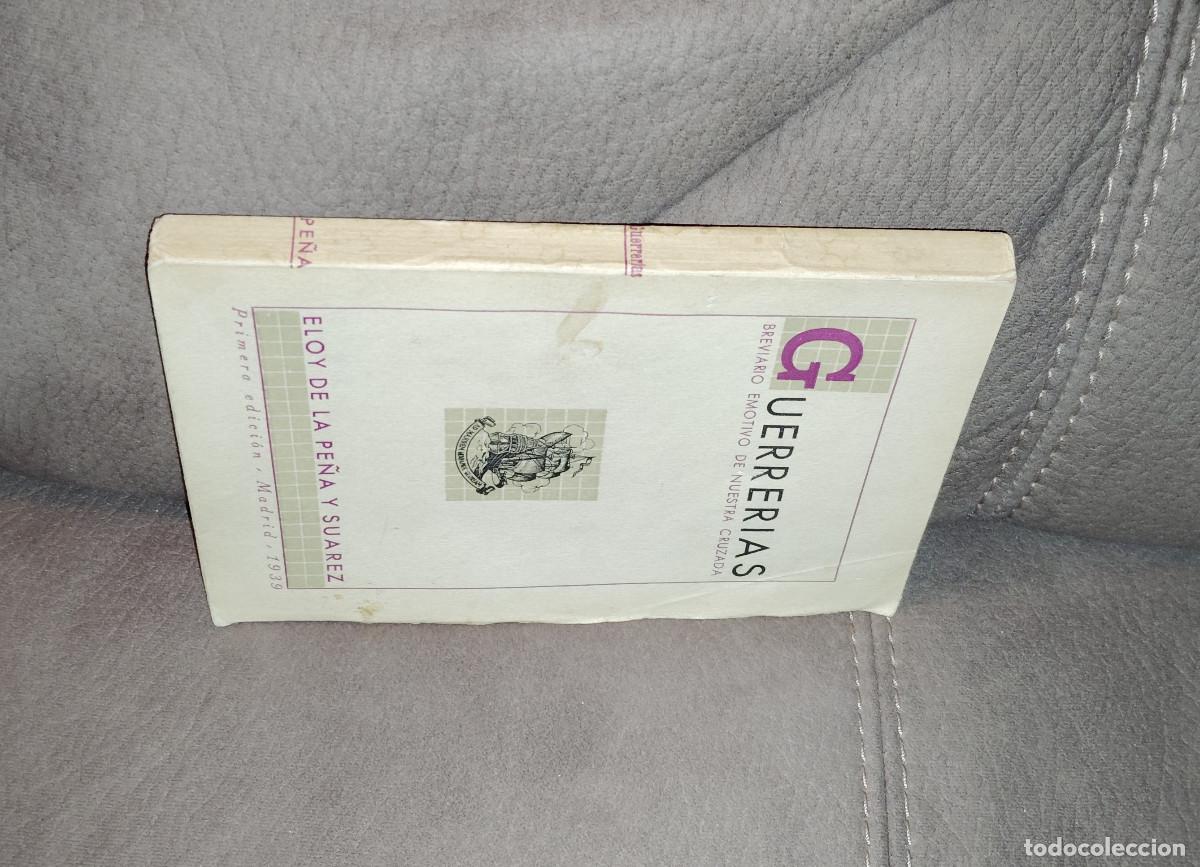 GUERRERIAS
BREVIARIO EMOTIVO DE NUESTRA CRUZADA
ELOY DE LA PEÑA Y SUAREZ
Primera edición, Madrid, 1939
PEÑA
Guerrerías
todocoleccion